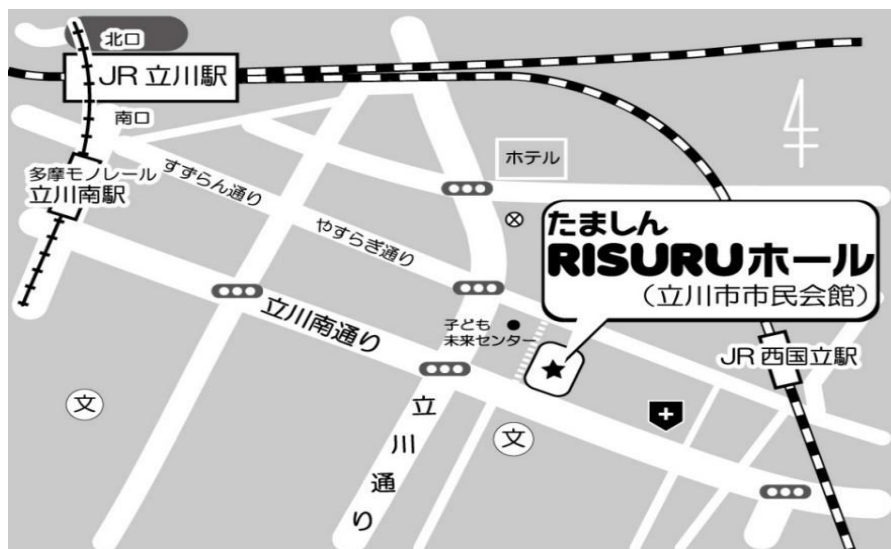 北口
JR 立川駅
南口
多摩モノレール
立川南駅
すずらん通り
やすらぎ通り
ホテル
たましん
RISURUホール
(立川市市民会館)
立川南通り
子ども
未来センター
JR 西国立駅
文
文
立川通り